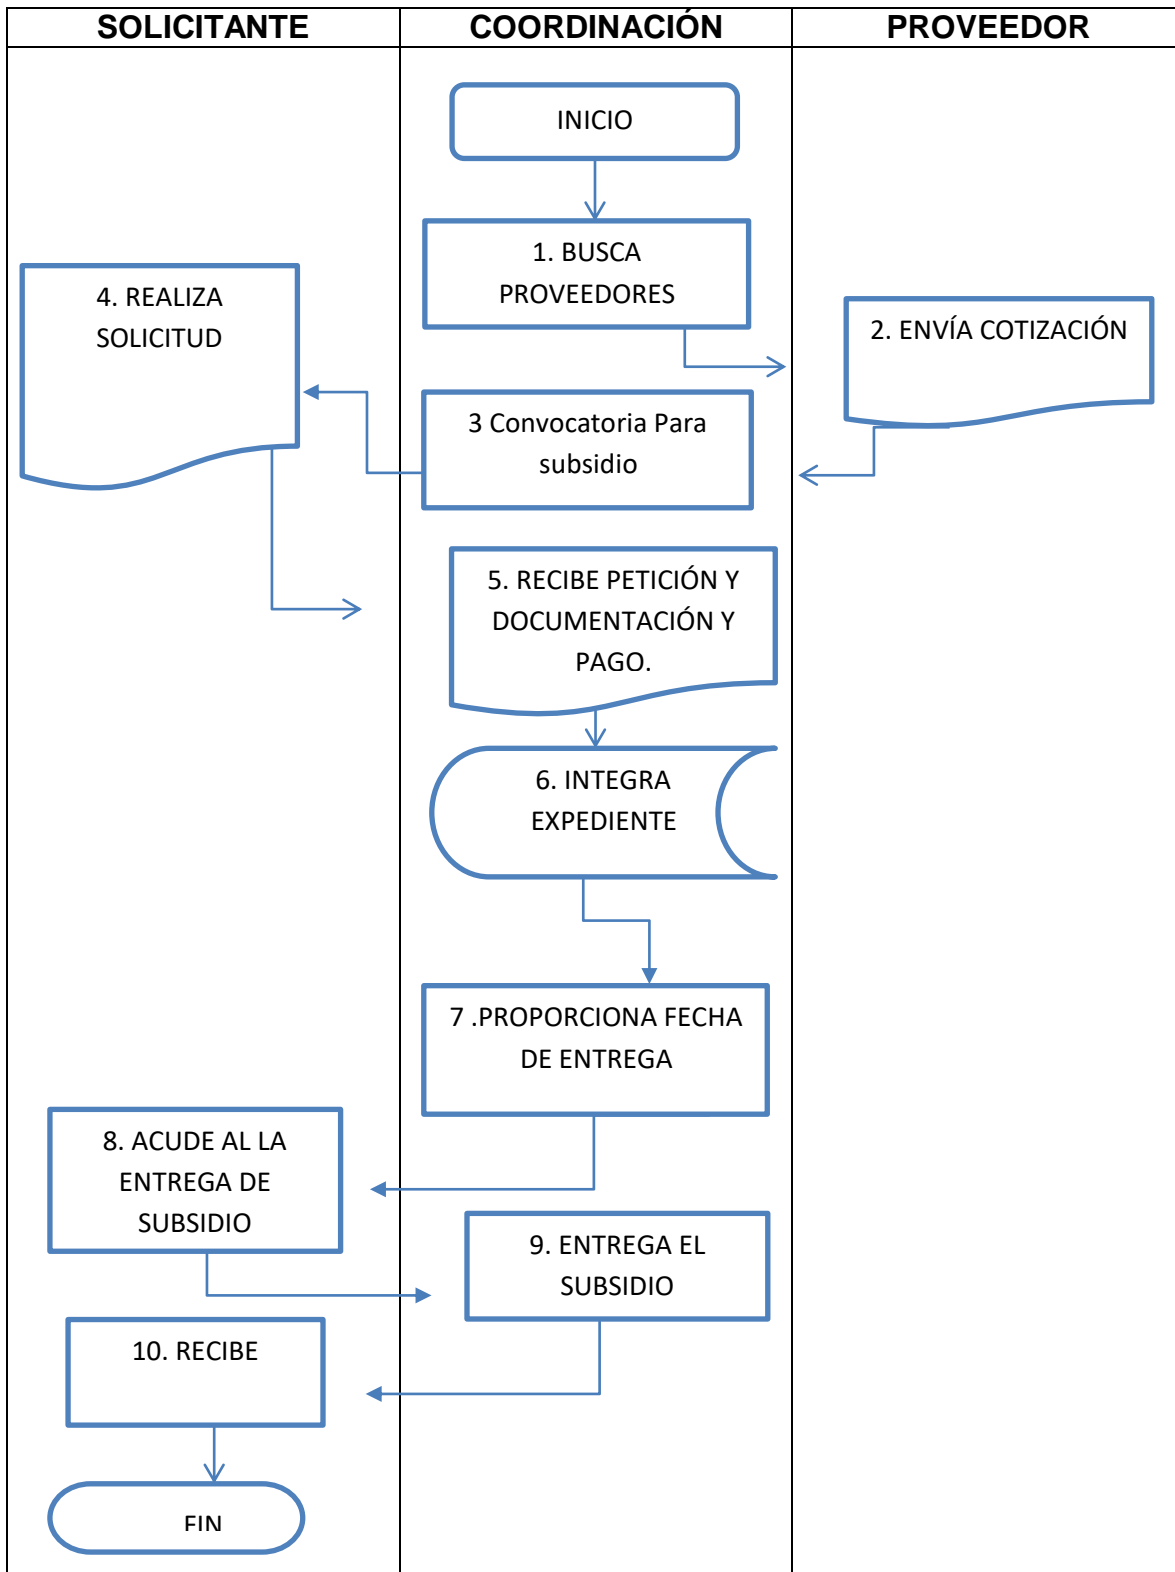 SOLICITANTE
COORDINACIÓN
PROVEEDOR
INICIO
1. BUSCA
PROVEEDORES
2. ENVÍA COTIZACIÓN
3 Convocatoria Para
subsidio
4. REALIZA
SOLICITUD
5. RECIBE PETICIÓN Y
DOCUMENTACIÓN Y
PAGO.
6. INTEGRA
EXPEDIENTE
7 .PROPORCIONA FECHA
DE ENTREGA
8. ACUDE AL LA
ENTREGA DE
SUBSIDIO
9. ENTREGA EL
SUBSIDIO
10. RECIBE
FIN